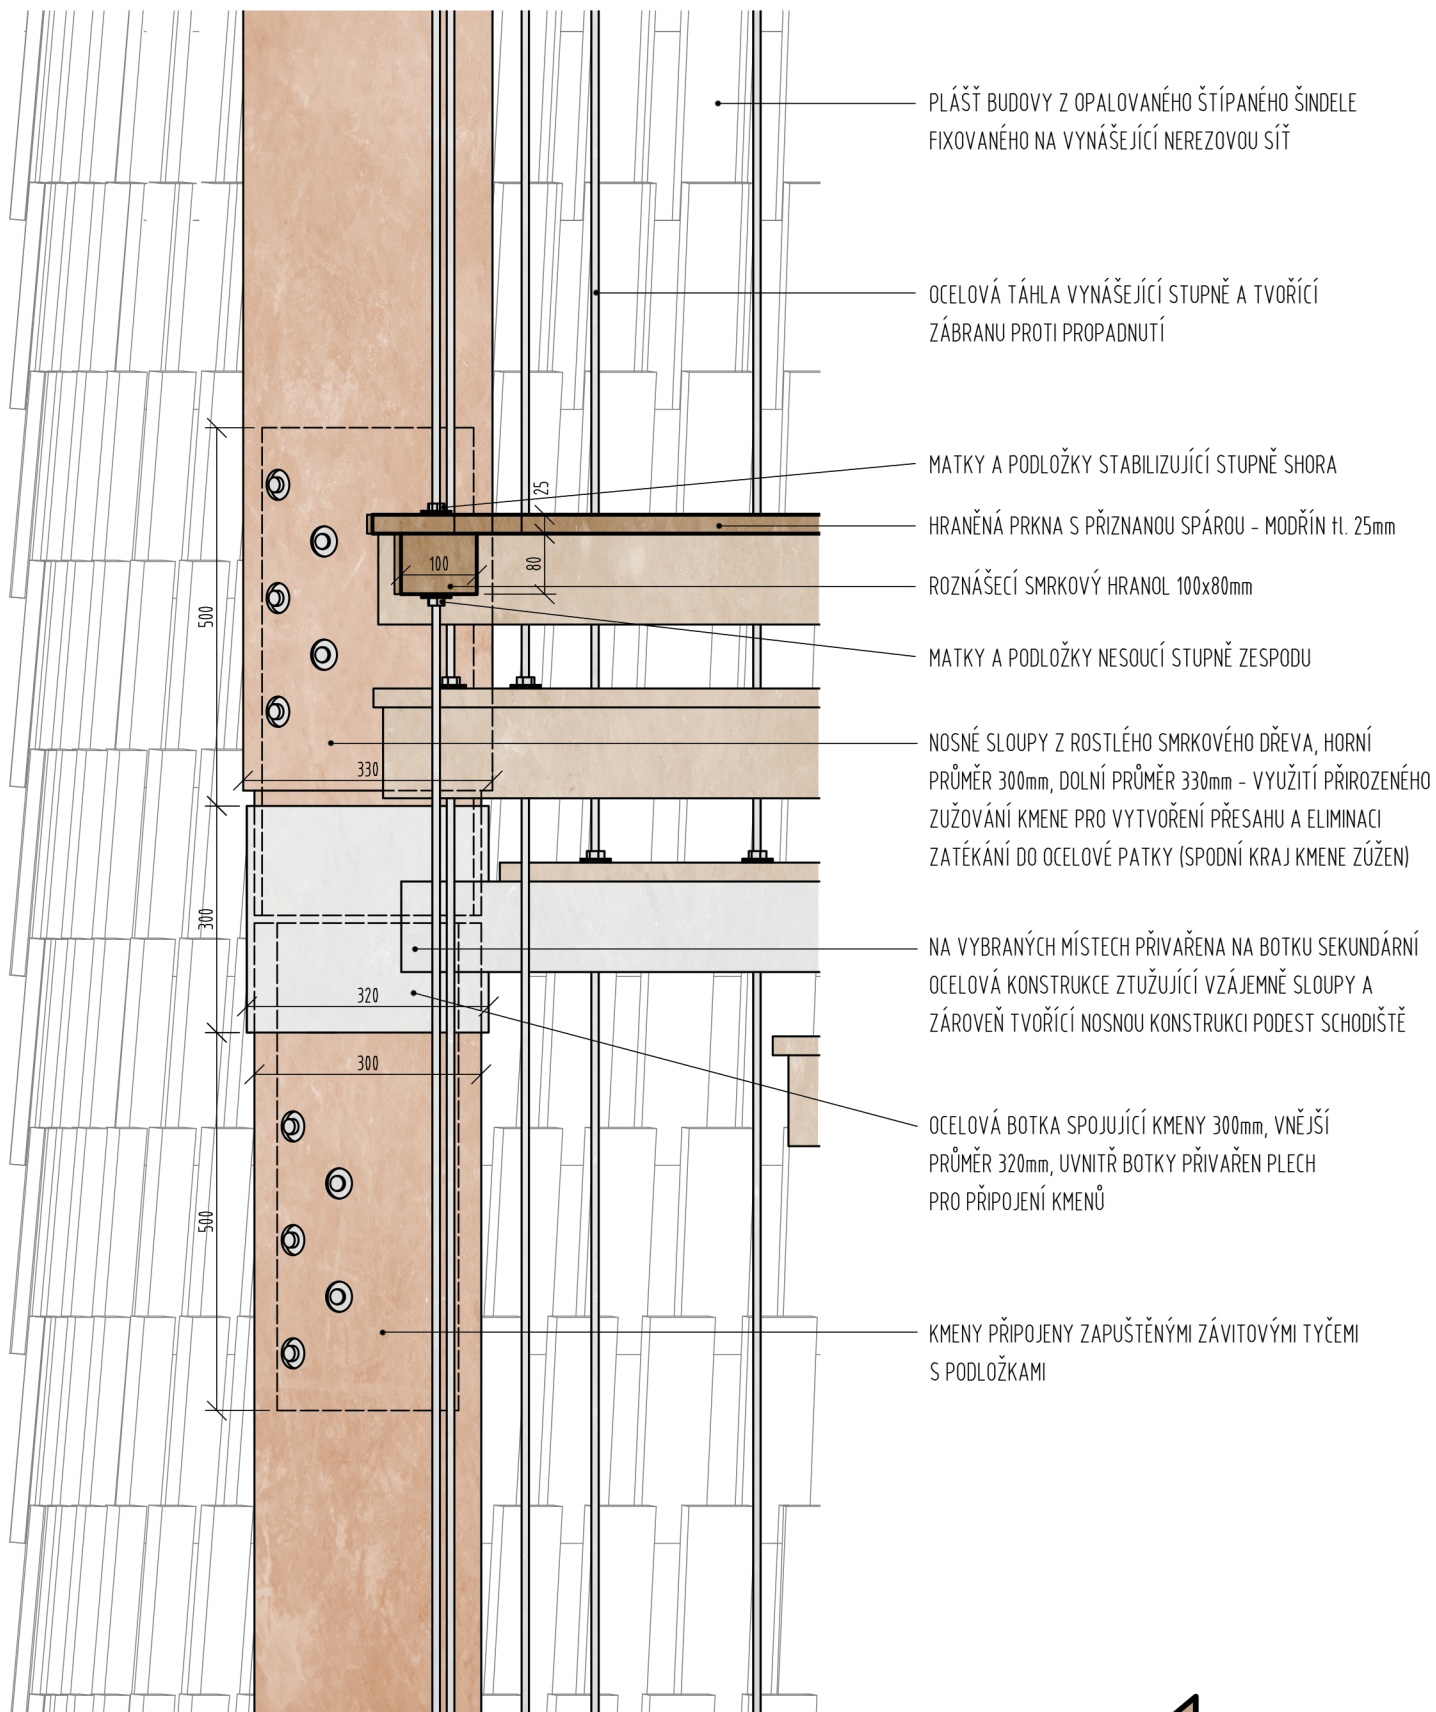 PLÁŠŤ BUDOVY Z OPALOVANÉHO ŠTÍPANÉHO ŠINDELE
FIXOVANÉHO NA VYNÁŠEJÍCÍ NEREZOVOU SÍŤ
OCELOVÁ TÁHLA VYNÁŠEJÍCÍ STUPNĚ A TVOŘÍCÍ
ZÁBRANU PROTI PROPADNUTÍ
MATKY A PODLOŽKY STABILIZUJÍCÍ STUPNĚ SHORA
25
HRANĚNÁ PRKNA S PŘIZNANOU SPÁROU - MODŘÍN tl. 25mm
100
80
ROZNÁŠECÍ SMRKOVÝ HRANOL 100x80mm
500
MATKY A PODLOŽKY NESOUCÍ STUPNĚ ZESPODU
330
NOSNÉ SLOUPY Z ROSTLÉHO SMRKOVÉHO DŘEVA, HORNÍ
PRŮMĚR 300mm, DOLNÍ PRŮMĚR 330mm - VYUŽITÍ PŘIROZENÉHO
ZUŽOVÁNÍ KMENE PRO VYTVOŘENÍ PŘESAHU A ELIMINACI
ZATÉKÁNÍ DO OCELOVÉ PATKY (SPODNÍ KRAJ KMENE ZÚŽEN)
300
NA VYBRANÝCH MÍSTECH PŘIVAŘENA NA BOTKU SEKUNDÁRNÍ
OCELOVÁ KONSTRUKCE ZTUŽUJÍCÍ VZÁJEMNĚ SLOUPY A
ZÁROVEŇ TVOŘÍCÍ NOSNOU KONSTRUKCI PODEST SCHODIŠTĚ
320
300
OCELOVÁ BOTKA SPOJUJÍCÍ KMENY 300mm, VNĚJŠÍ
PRŮMĚR 320mm, UVNITŘ BOTKY PŘIVAŘEN PLECH
PRO PŘIPOJENÍ KMENŮ
500
KMENY PŘIPOJENY ZAPUŠTĚNÝMI ZÁVITOVÝMI TYČEMI
S PODLOŽKAMI